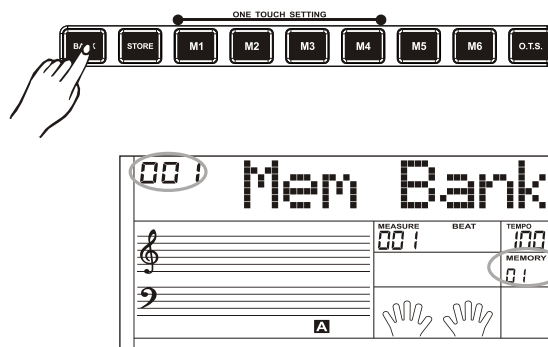 ONE TOUCH SETTING
BANK STORE M1 M2 M3 M4 M5 M6 O.T.S.
001 Mem Bank
MEASURE BEAT TEMPO
001 100
MEMORY
01
A